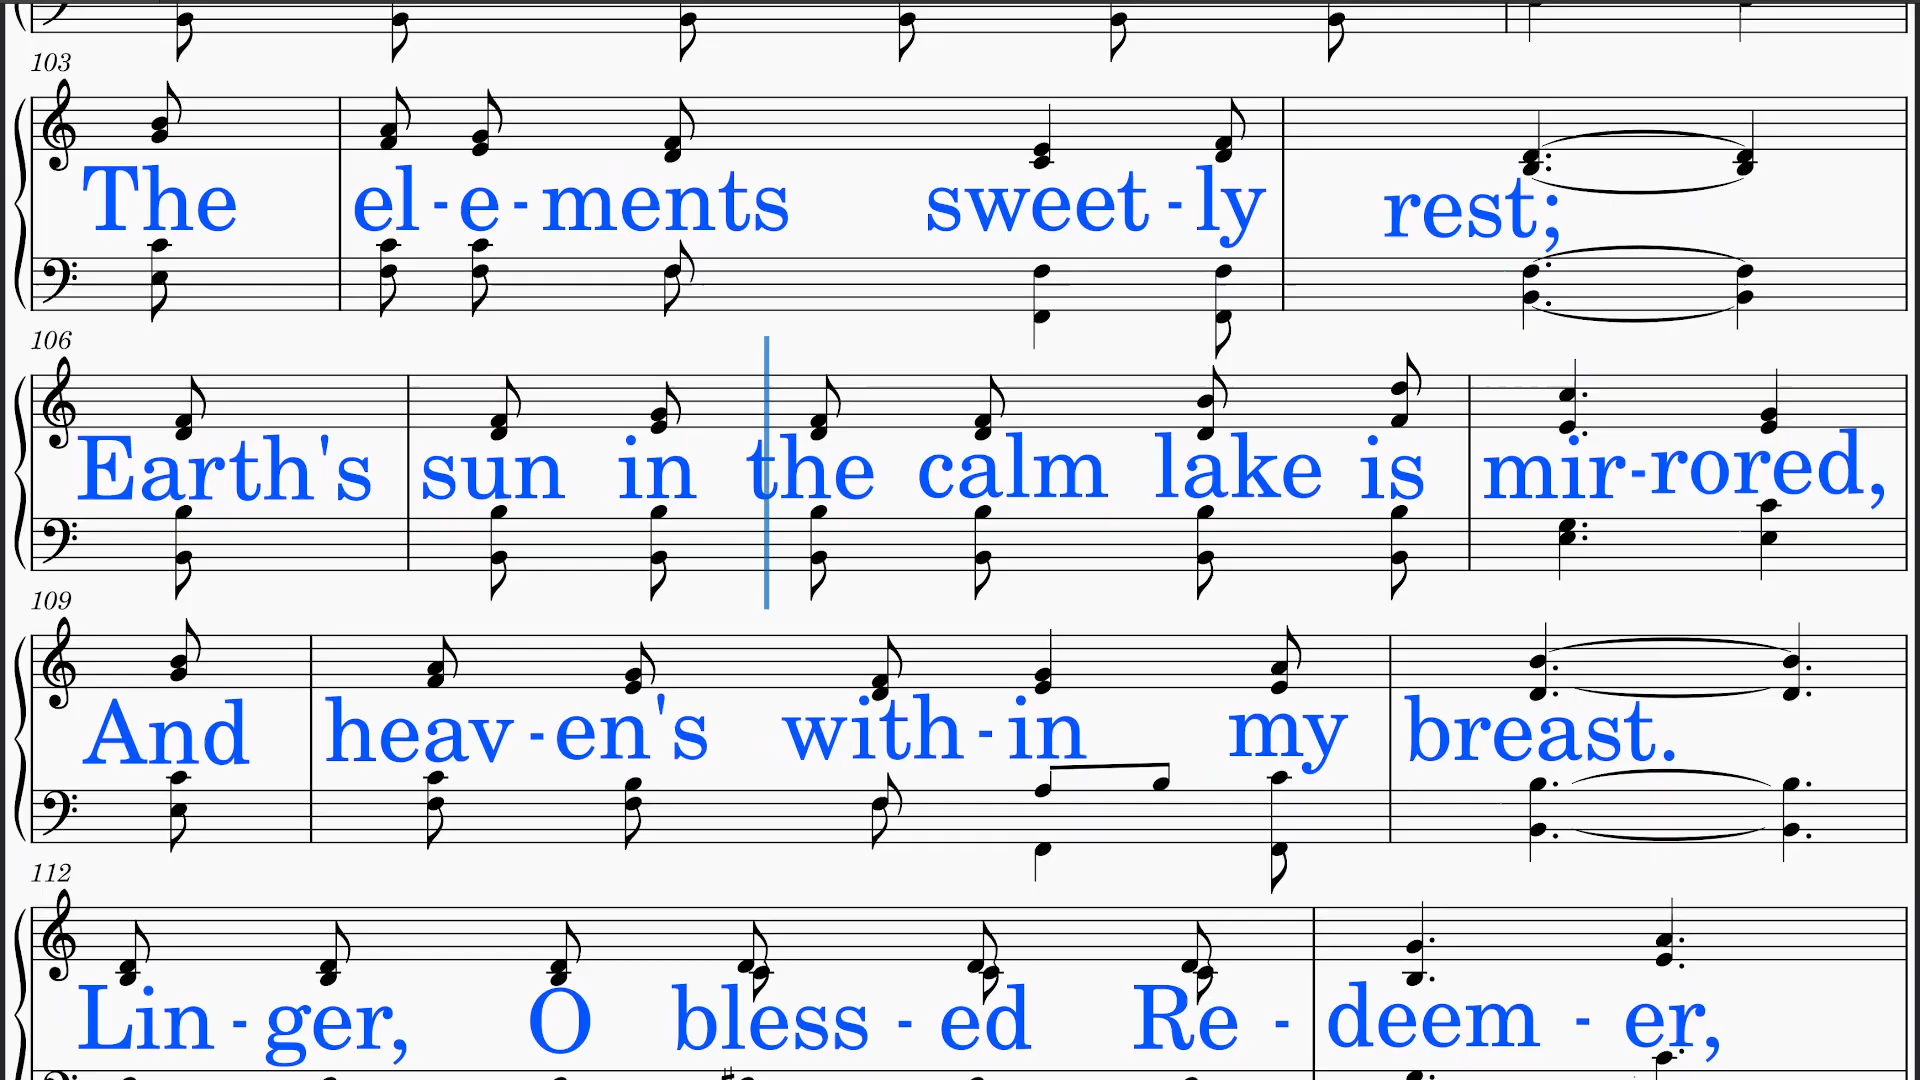 103
The el-e-ments sweet-ly rest;
106
Earth's sun in the calm lake is mir-rored,
109
And heav-en's with-in my breast.
112
Lin-ger, O bless-ed Re-deem-er,